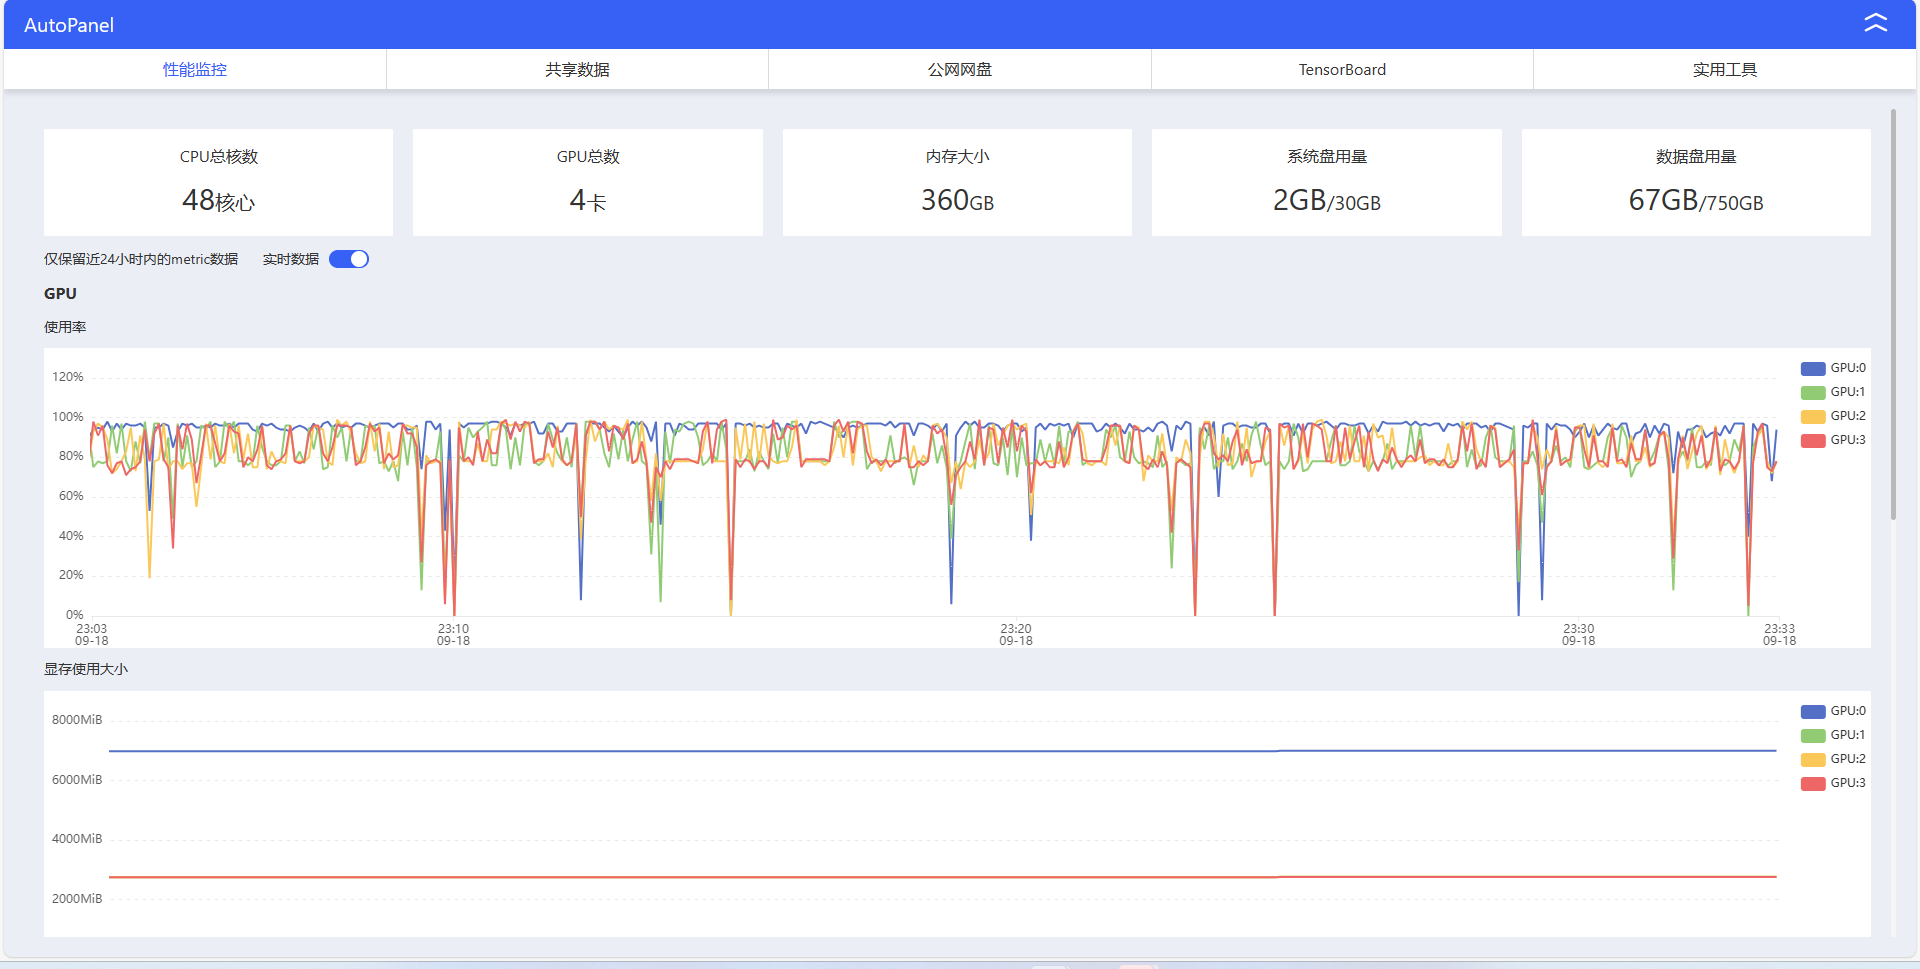 AutoPanel
性能监控
共享数据
公网网盘
TensorBoard
实用工具
CPU总核数
48核心
GPU总数
4卡
内存大小
360GB
系统盘用量
2GB/30GB
数据盘用量
67GB/750GB
仅保留近24小时内的metric数据
实时数据
GPU
使用率
120%
100%
80%
60%
40%
20%
0%
23:03
09-18
23:10
09-18
23:20
09-18
23:30
09-18
23:33
09-18
GPU:0
GPU:1
GPU:2
GPU:3
显存使用大小
8000MiB
6000MiB
4000MiB
2000MiB
GPU:0
GPU:1
GPU:2
GPU:3